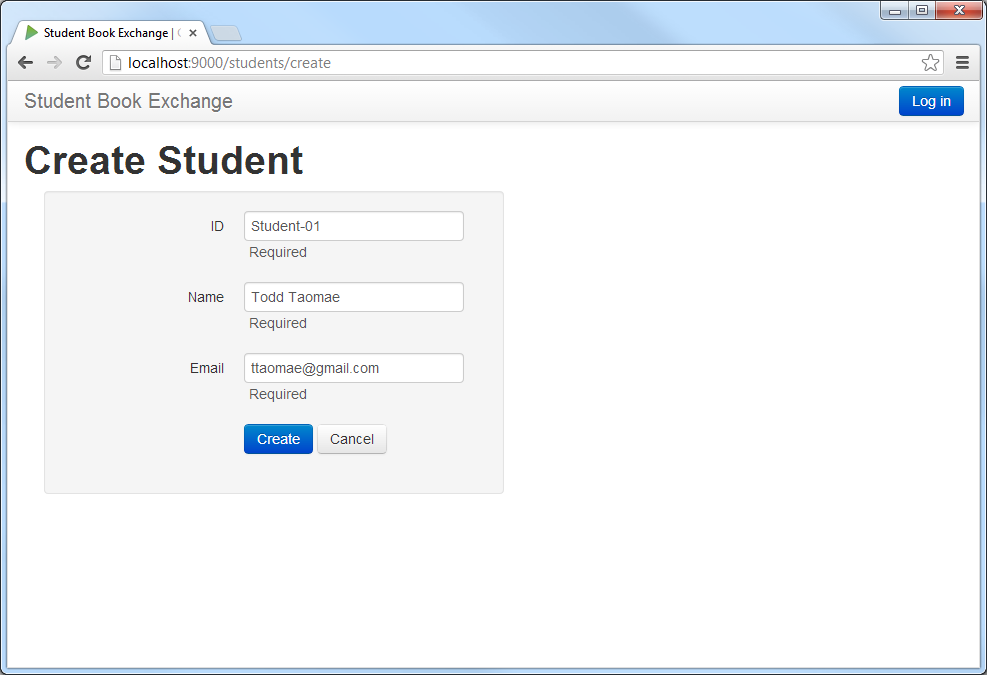 Student Book Exchange |
localhost:9000/students/create
Student Book Exchange
Log in
Create Student
ID
Student-01
Required
Name
Todd Taomae
Required
Email
ttaomae@gmail.com
Required
Create Cancel